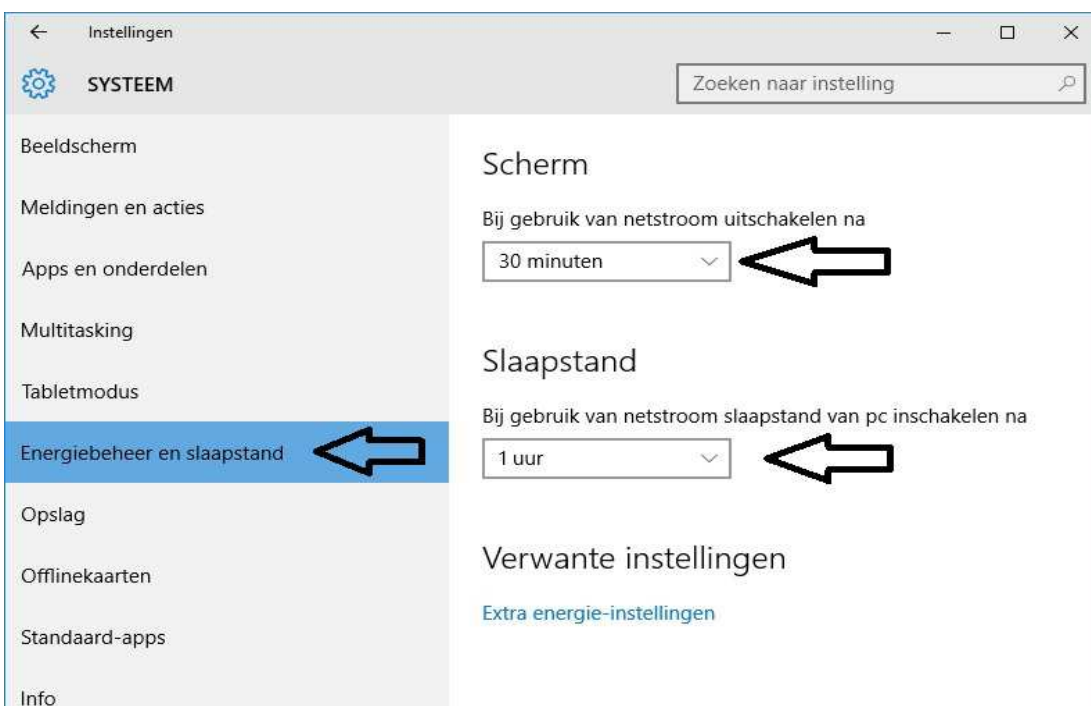 Instellingen
SYSTEEM
Zoeken naar instelling
Beeldscherm
Meldingen en acties
Apps en onderdelen
Multitasking
Tabletmodus
Energiebeheer en slaapstand
Opslag
Offlinekaarten
Standaard-apps
Info
Scherm
Bij gebruik van netstroom uitschakelen na
30 minuten
Slaapstand
Bij gebruik van netstroom slaapstand van pc inschakelen na
1 uur
Verwante instellingen
Extra energie-instellingen